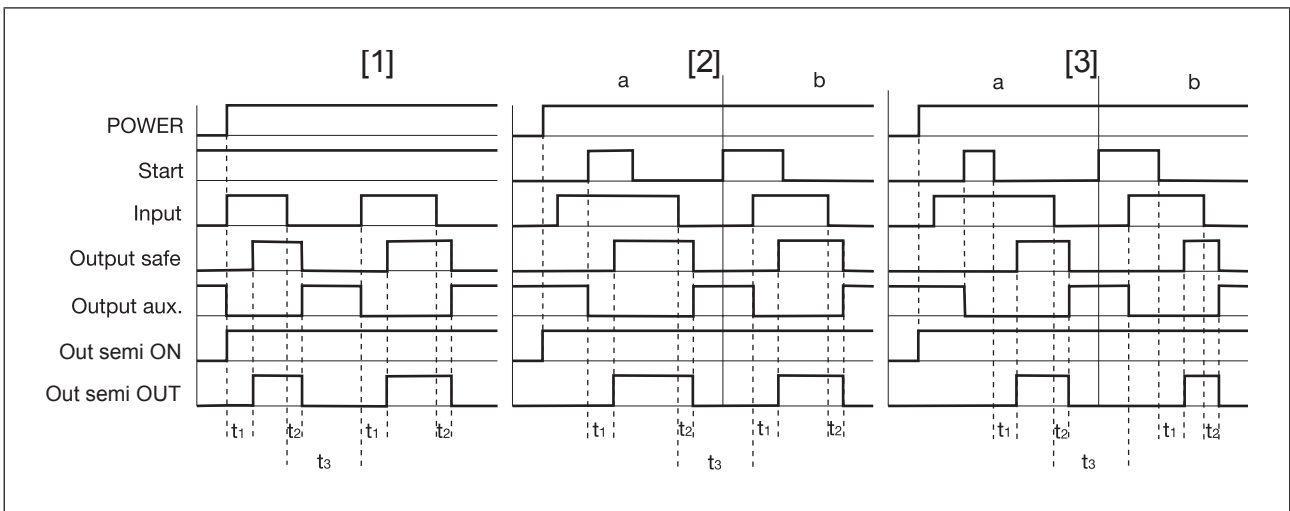 [1] [2] [3]
a b a b
POWER
Start
Input
Output safe
Output aux.
Out semi ON
Out semi OUT
t1 t2 t1 t2 t1 t2 t1 t2 t1 t2 t1 t2
t3 t3 t3